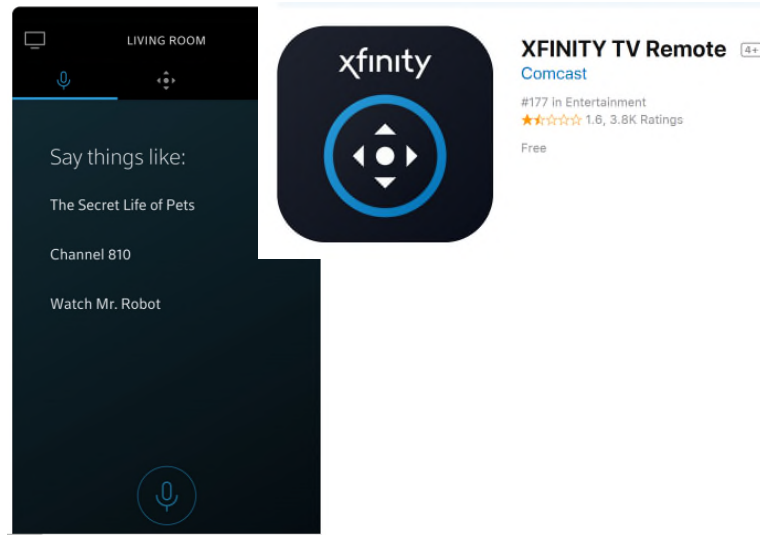 LIVING ROOM
Say things like:
The Secret Life of Pets
Channel 810
Watch Mr. Robot
xfinity
XFINITY TV Remote 4+
Comcast
#177 in Entertainment
1.6, 3.8K Ratings
Free